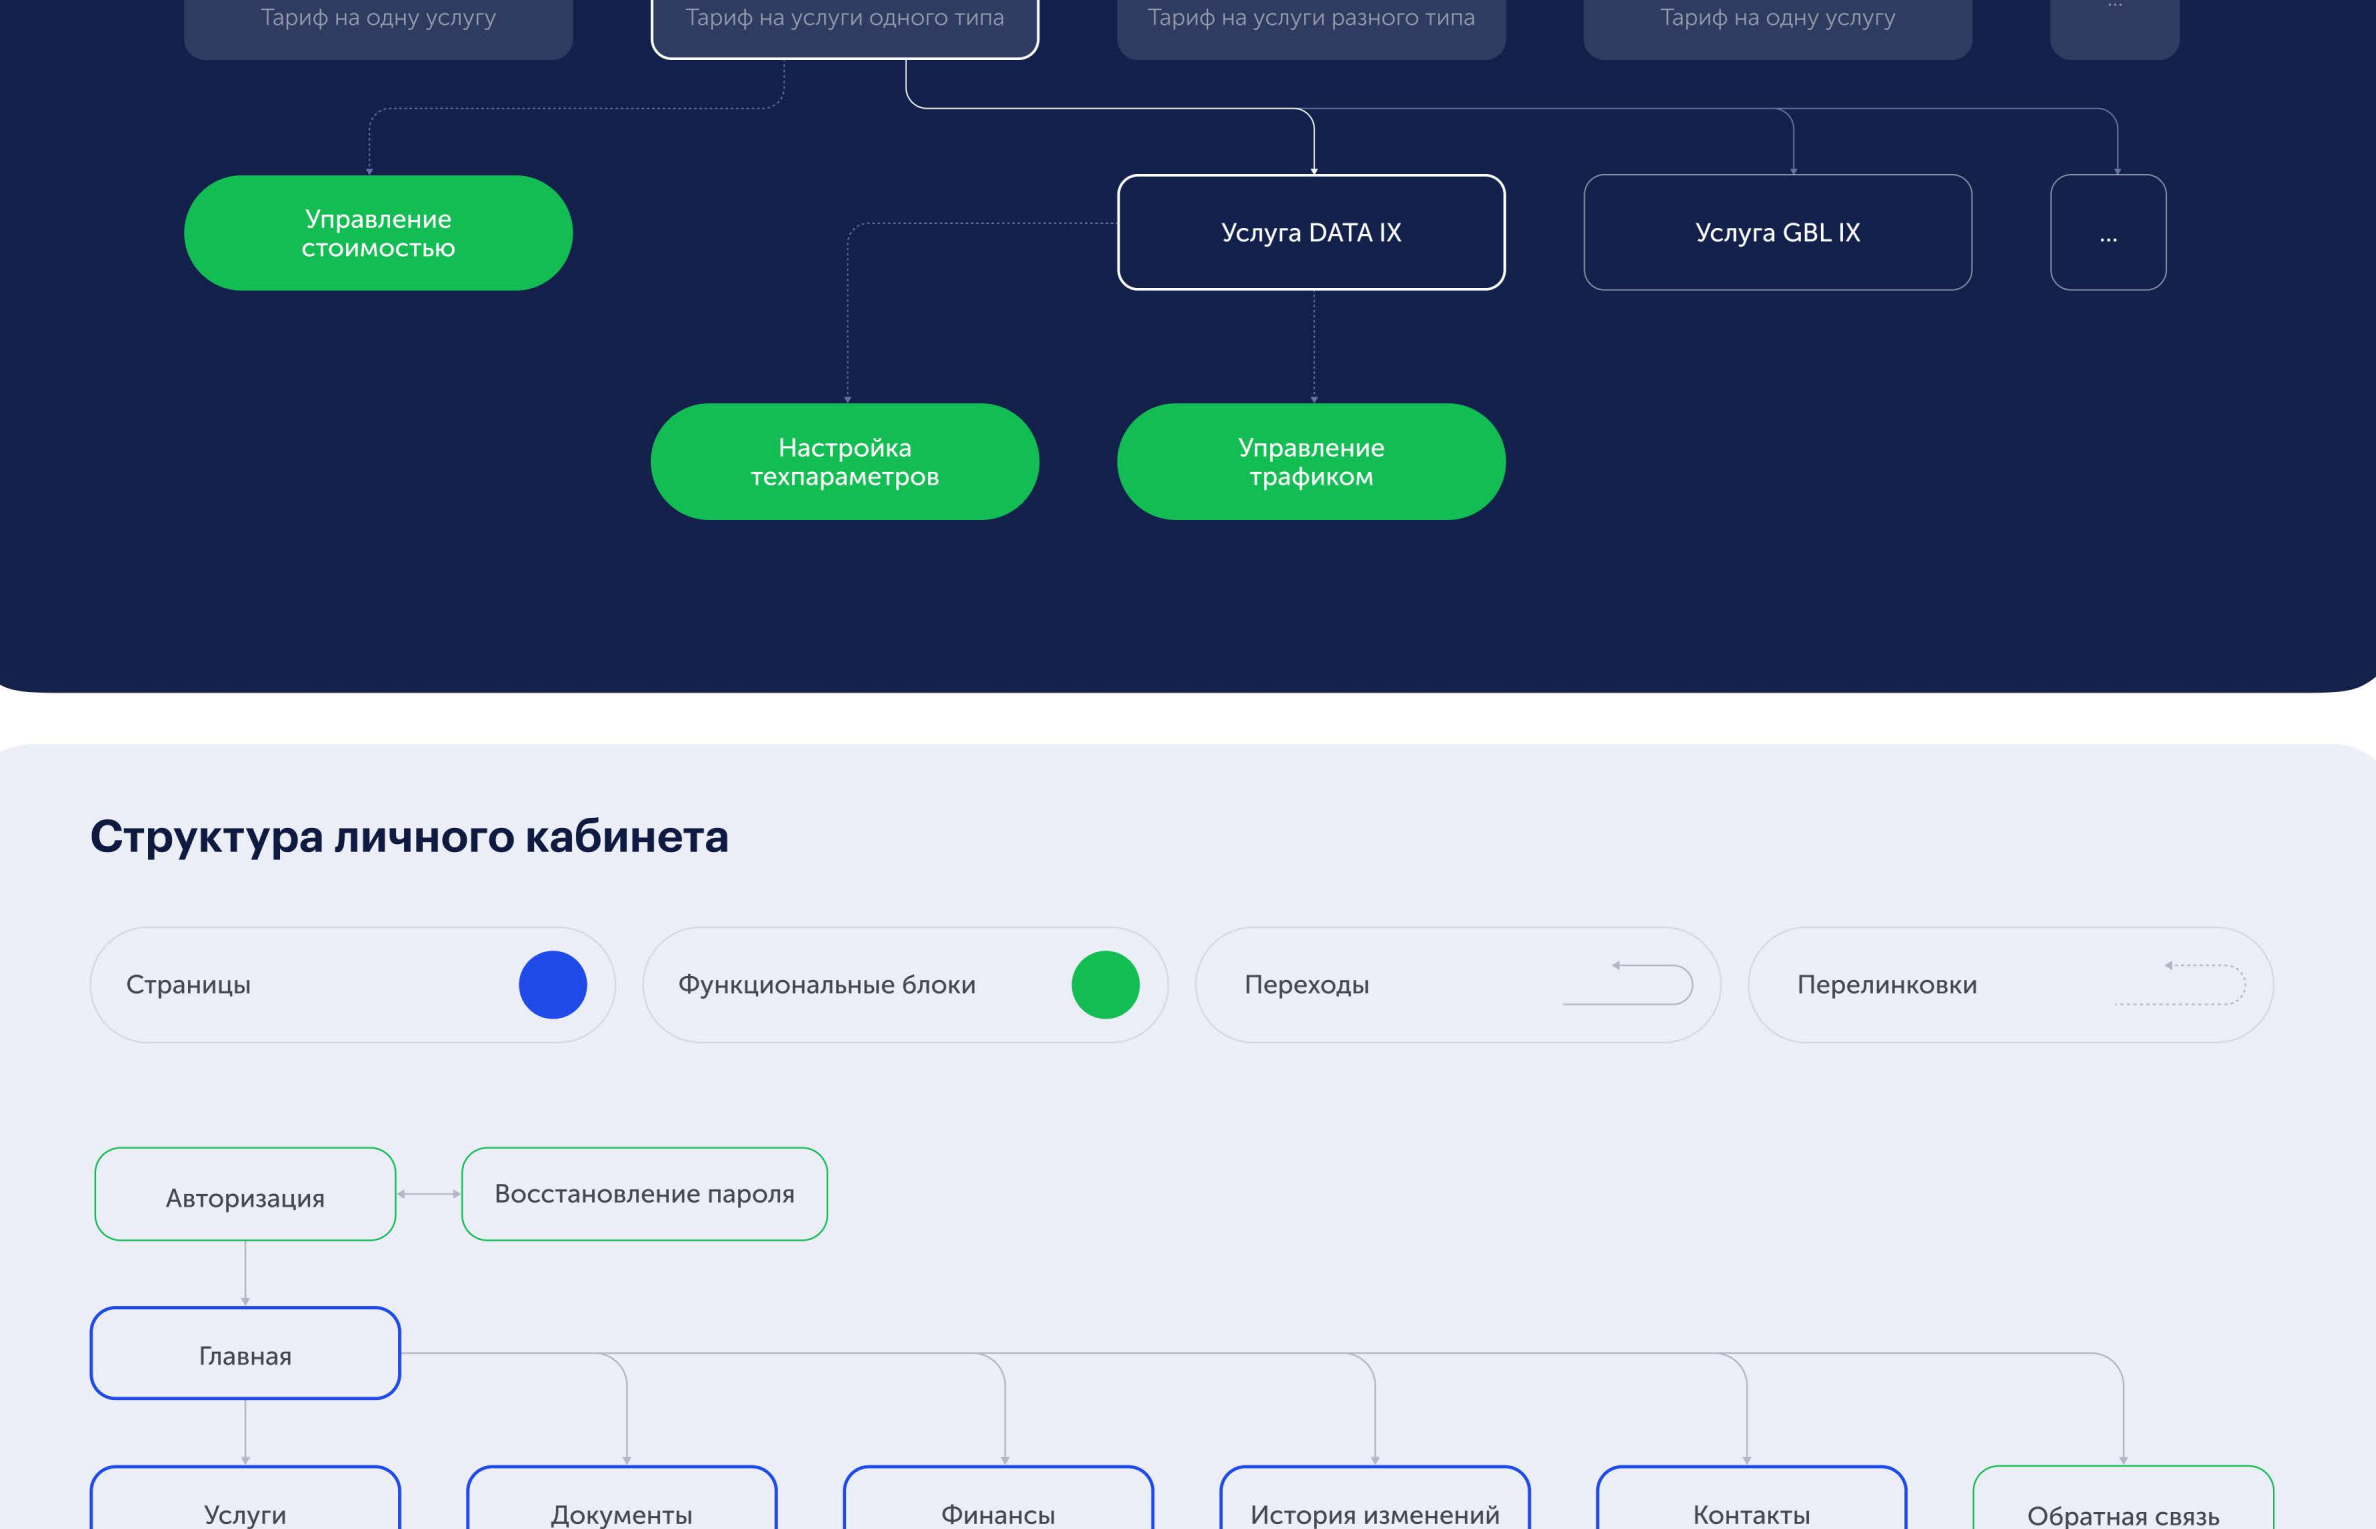 Тариф на одну услугу
Тариф на услуги одного типа
Тариф на услуги разного типа
Тариф на одну услугу
...
Управление
стоимостью
Услуга DATA IX
Услуга GBL IX
...
Настройка
техпараметров
Управление
трафиком
Структура личного кабинета
Страницы
Функциональные блоки
Переходы
Перелинковки
Авторизация
Восстановление пароля
Главная
Услуги
Документы
Финансы
История изменений
Контакты
Обратная связь